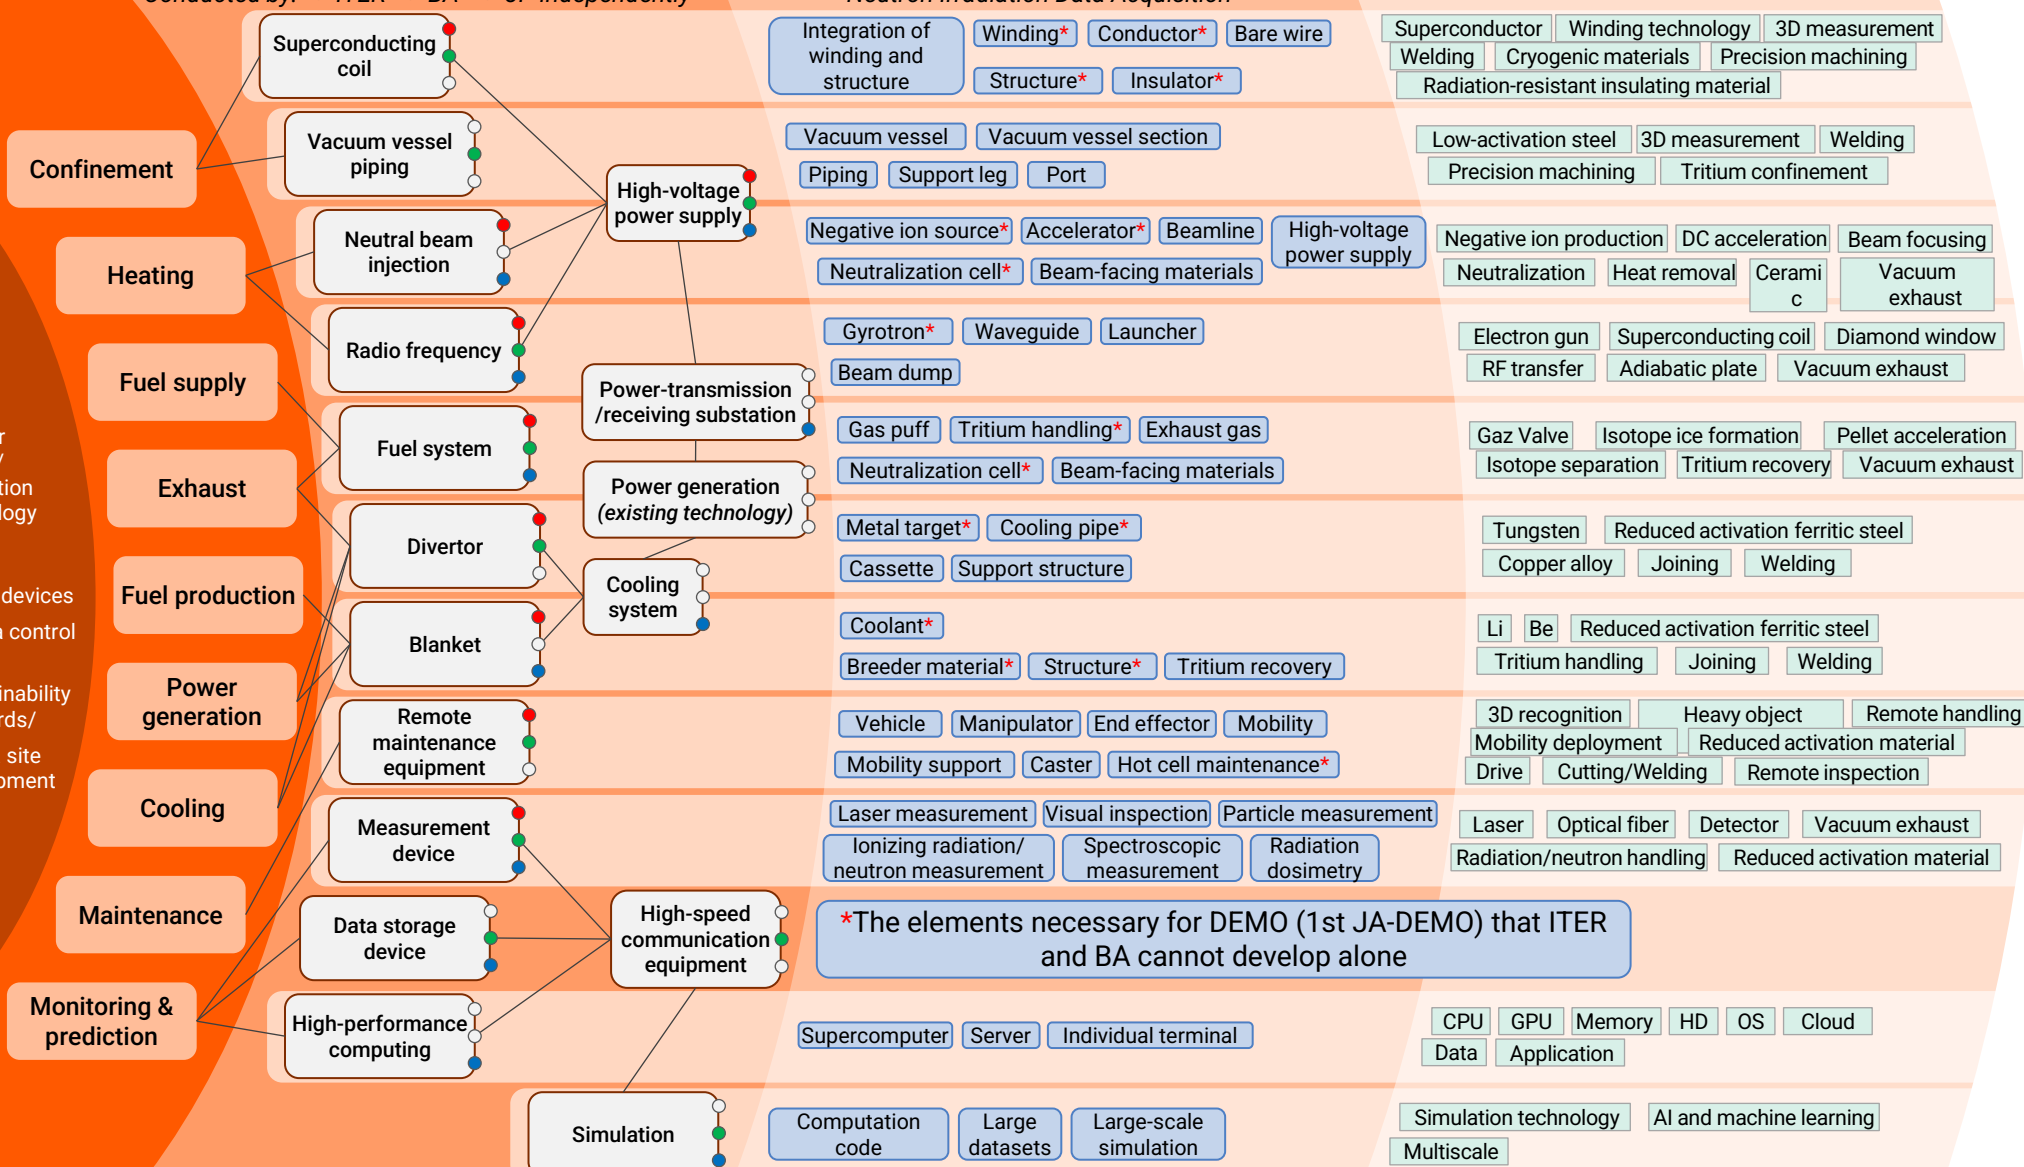 Superconducting
coil
Vacuum vessel
piping
Confinement
High-voltage
power supply
Neutral beam
injection
Heating
Radio frequency
Fuel supply
Power-transmission
/receiving substation
Fuel system
Exhaust
Power generation
(existing technology)
Divertor
Fuel production
Cooling
system
Blanket
Power
generation
Remote
maintenance
equipment
Cooling
Measurement
device
Maintenance
Data storage
device
High-speed
communication
equipment
Monitoring &
prediction
High-performance
computing
Simulation
devices
control
site
Integration of
winding and
structure
Winding* Conductor* Bare wire
Structure* Insulator*
Vacuum vessel Vacuum vessel section
Piping Support leg Port
Negative ion source* Accelerator* Beamline
High-voltage
power supply
Neutralization cell* Beam-facing materials
Gyrotron* Waveguide Launcher
Beam dump
Gas puff Tritium handling* Exhaust gas
Neutralization cell* Beam-facing materials
Metal target* Cooling pipe*
Cassette Support structure
Coolant*
Breeder material* Structure* Tritium recovery
Vehicle Manipulator End effector Mobility
Mobility support Caster Hot cell maintenance*
Laser measurement Visual inspection Particle measurement
Ionizing radiation/
neutron measurement
Spectroscopic
measurement
Radiation
dosimetry
*The elements necessary for DEMO (1st JA-DEMO) that ITER
and BA cannot develop alone
Supercomputer Server Individual terminal
Computation
code
Large
datasets
Large-scale
simulation
Superconductor Winding technology 3D measurement
Welding Cryogenic materials Precision machining
Radiation-resistant insulating material
Low-activation steel 3D measurement Welding
Precision machining Tritium confinement
Negative ion production DC acceleration Beam focusing
Neutralization Heat removal
Cerami
c
Vacuum
exhaust
Electron gun Superconducting coil Diamond window
RF transfer Adiabatic plate Vacuum exhaust
Gaz Valve Isotope ice formation Pellet acceleration
Isotope separation Tritium recovery Vacuum exhaust
Tungsten Reduced activation ferritic steel
Copper alloy Joining Welding
Li Be Reduced activation ferritic steel
Tritium handling Joining Welding
3D recognition Heavy object Remote handling
Mobility deployment Reduced activation material
Drive Cutting/Welding Remote inspection
Laser Optical fiber Detector Vacuum exhaust
Radiation/neutron handling Reduced activation material
CPU GPU Memory HD OS Cloud
Data Application
Simulation technology AI and machine learning
Multiscale